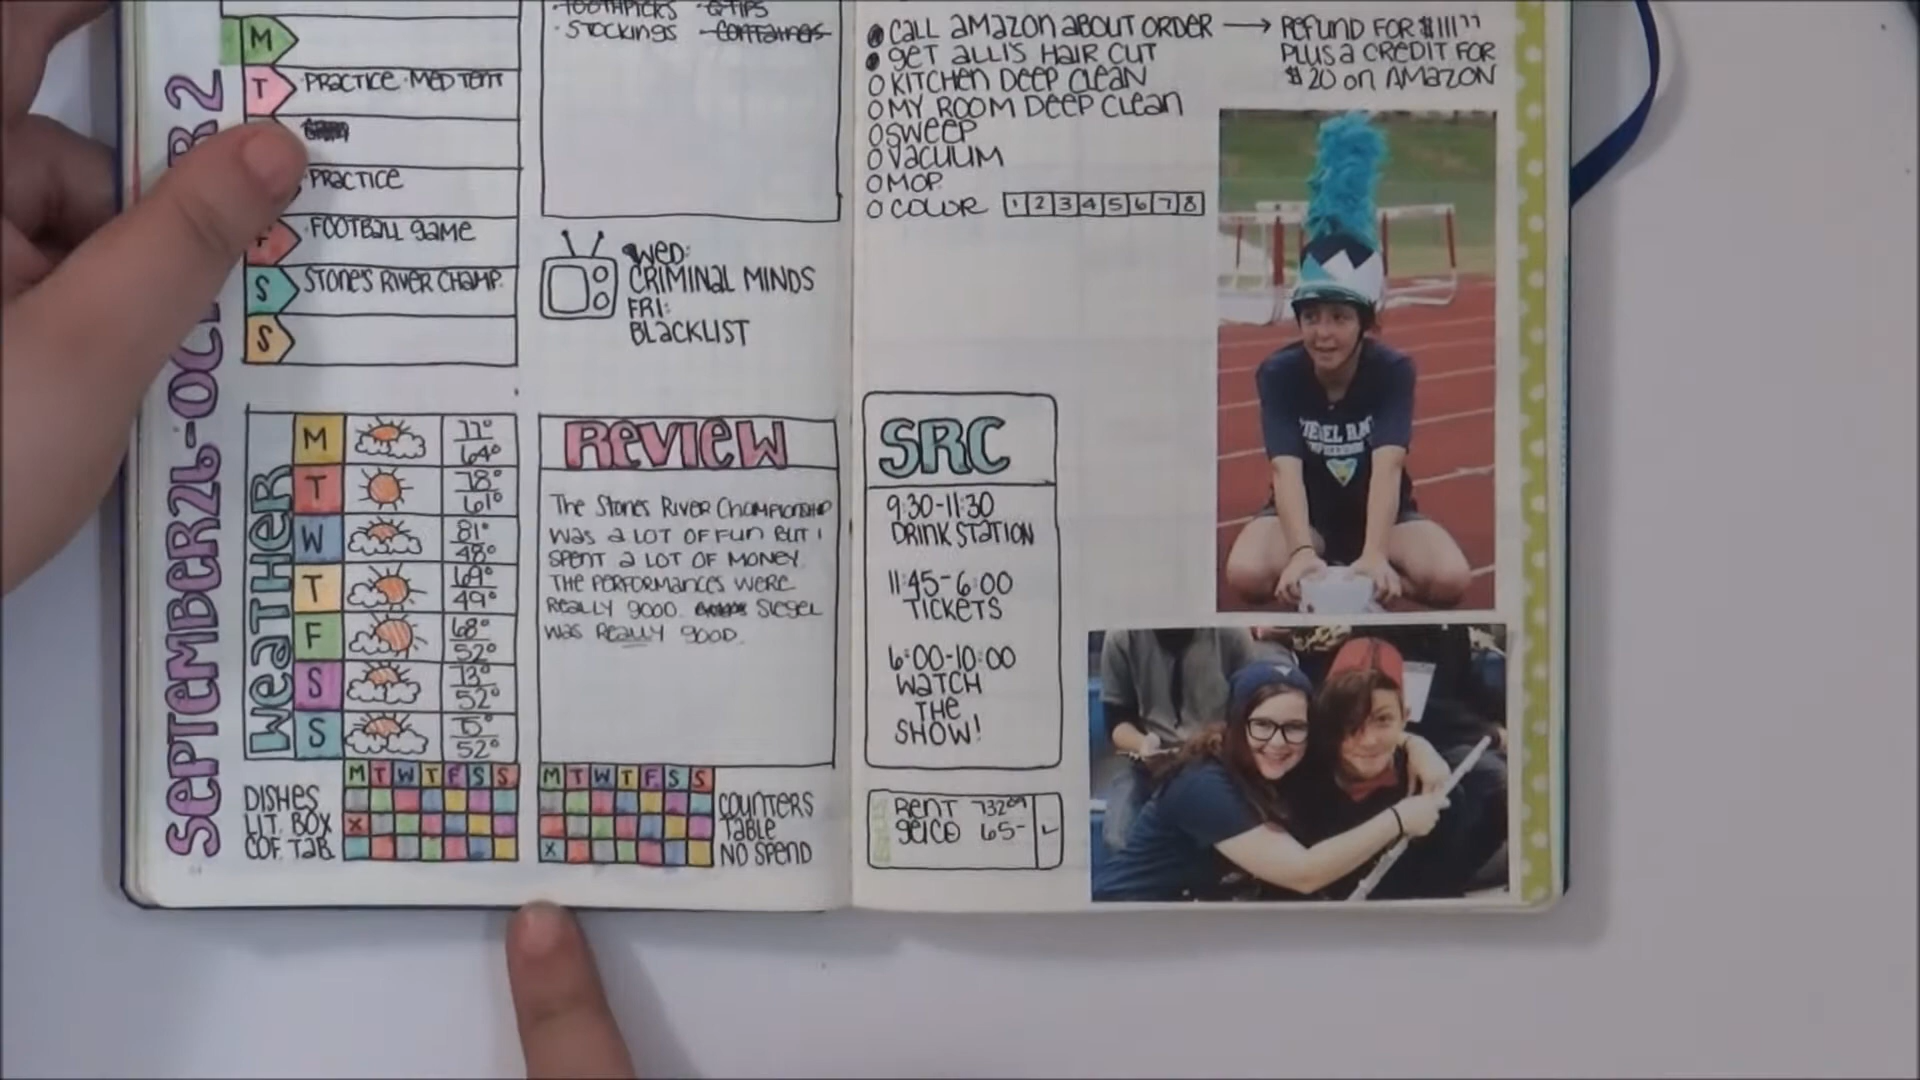 SEPTEMBER 26-OC R 2
M
T PRACTICE · MED TENT
· PRACTICE
F · FOOTBALL GAME
S STONE'S RIVER CHAMP.
S
· TOOTHPICKS · Q-TIPS
· STOCKINGS · CONTAINERS
WED:
CRIMINAL MINDS
FRI:
BLACKLIST
WEATHER
M 77° 64°
T 78° 61°
W 81° 48°
T 69° 49°
F 68° 52°
S 73° 52°
S 75° 52°
REVIEW
THE STONES RIVER CHAMPIONSHIP
WAS A LOT OF FUN BUT I
SPENT A LOT OF MONEY.
THE PERFORMANCES WERE
REALLY GOOD. SIEGEL
WAS REALLY GOOD.
M T W T F S S
DISHES
LIT. BOX X
COF. TAB.
M T W T F S S
COUNTERS
TABLE
X NO SPEND
CALL AMAZON ABOUT ORDER → REFUND FOR $111.77
PLUS A CREDIT FOR
$20 ON AMAZON
GET ALLI'S HAIR CUT
KITCHEN DEEP CLEAN
MY ROOM DEEP CLEAN
SWEEP
VACUUM
MOP
COLOR 1 2 3 4 5 6 7 8
SRC
9:30-11:30
DRINK STATION
11:45-6:00
TICKETS
6:00-10:00
WATCH
THE
SHOW!
RENT 732.09
GEICO 65-